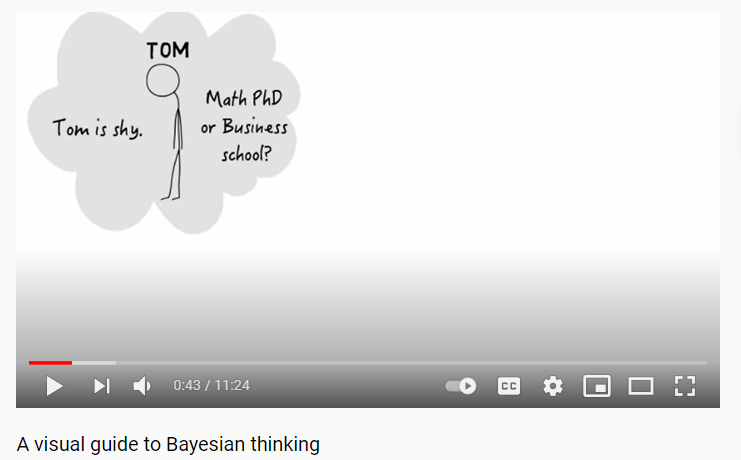 TOM
Tom is shy.
Math PhD
or Business
school?
0:43 / 11:24
CC
A visual guide to Bayesian thinking